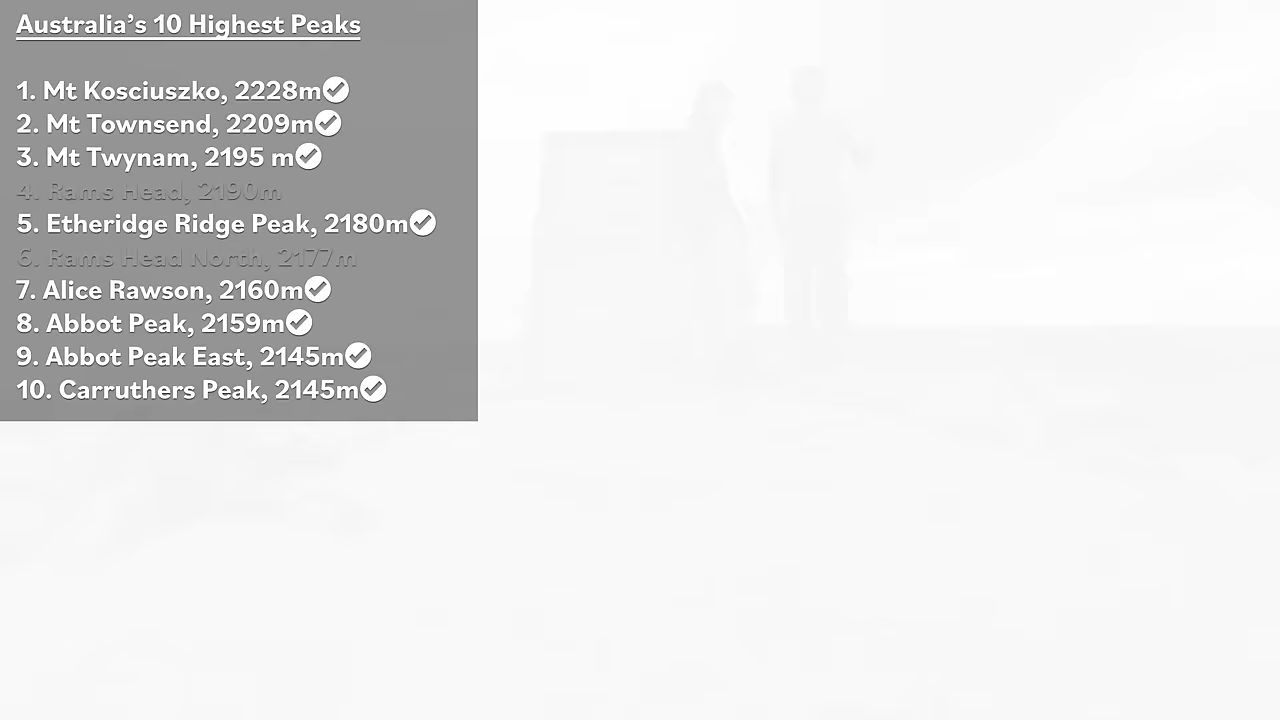 Australia’s 10 Highest Peaks
1. Mt Kosciuszko, 2228m
2. Mt Townsend, 2209m
3. Mt Twynam, 2195 m
4. Rams Head, 2190m
5. Etheridge Ridge Peak, 2180m
6. Rams Head North, 2177m
7. Alice Rawson, 2160m
8. Abbot Peak, 2159m
9. Abbot Peak East, 2145m
10. Carruthers Peak, 2145m